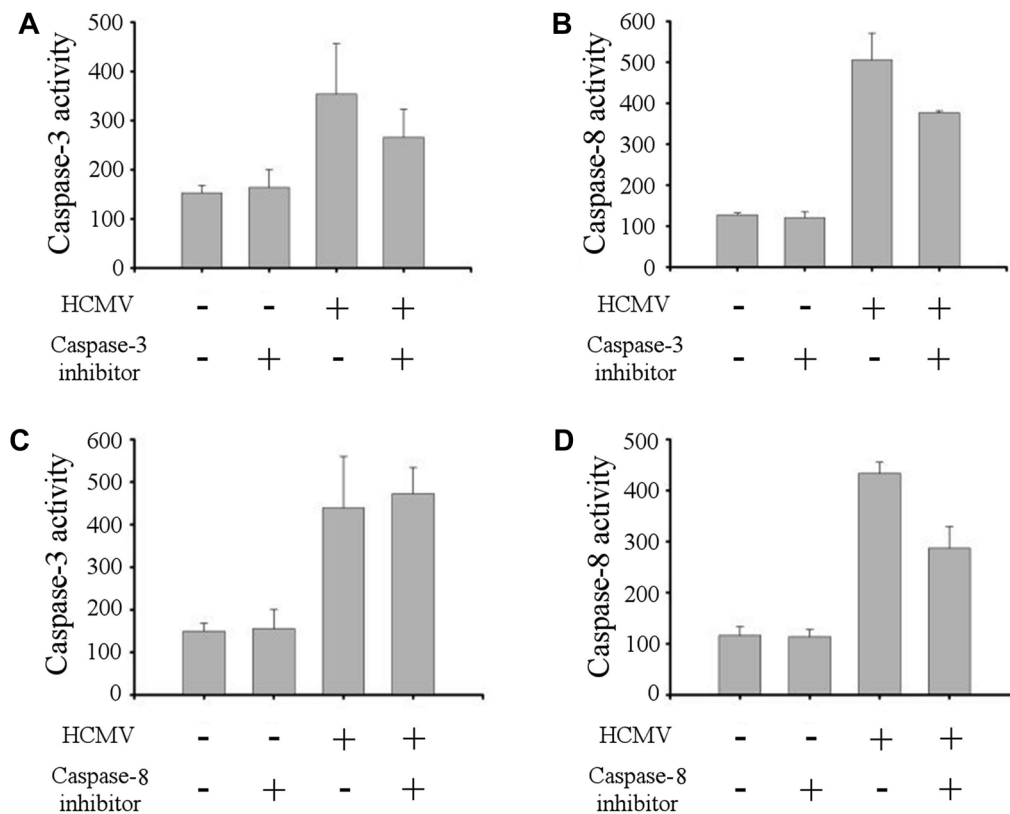 A
Caspase-3 activity
500
400
300
200
100
0
HCMV - - + +
Caspase-3
inhibitor - + - +
B
Caspase-8 activity
600
500
400
300
200
100
0
HCMV - - + +
Caspase-3
inhibitor - + - +
C
Caspase-3 activity
600
500
400
300
200
100
0
HCMV - - + +
Caspase-8
inhibitor - + - +
D
Caspase-8 activity
500
400
300
200
100
0
HCMV - - + +
Caspase-8
inhibitor - + - +